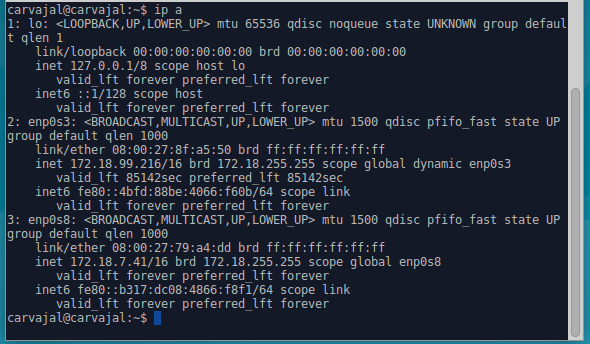 carvajal@carvajal:~$ ip a
1: lo: <LOOPBACK,UP,LOWER_UP> mtu 65536 qdisc noqueue state UNKNOWN group defaul
t qlen 1
    link/loopback 00:00:00:00:00:00 brd 00:00:00:00:00:00
    inet 127.0.0.1/8 scope host lo
       valid_lft forever preferred_lft forever
    inet6 ::1/128 scope host
       valid_lft forever preferred_lft forever
2: enp0s3: <BROADCAST,MULTICAST,UP,LOWER_UP> mtu 1500 qdisc pfifo_fast state UP
group default qlen 1000
    link/ether 08:00:27:8f:a5:50 brd ff:ff:ff:ff:ff:ff
    inet 172.18.99.216/16 brd 172.18.255.255 scope global dynamic enp0s3
       valid_lft 85142sec preferred_lft 85142sec
    inet6 fe80::4bfd:88be:4066:f60b/64 scope link
       valid_lft forever preferred_lft forever
3: enp0s8: <BROADCAST,MULTICAST,UP,LOWER_UP> mtu 1500 qdisc pfifo_fast state UP
group default qlen 1000
    link/ether 08:00:27:79:a4:dd brd ff:ff:ff:ff:ff:ff
    inet 172.18.7.41/16 brd 172.18.255.255 scope global enp0s8
       valid_lft forever preferred_lft forever
    inet6 fe80::b317:dc08:4866:f8f1/64 scope link
       valid_lft forever preferred_lft forever
carvajal@carvajal:~$